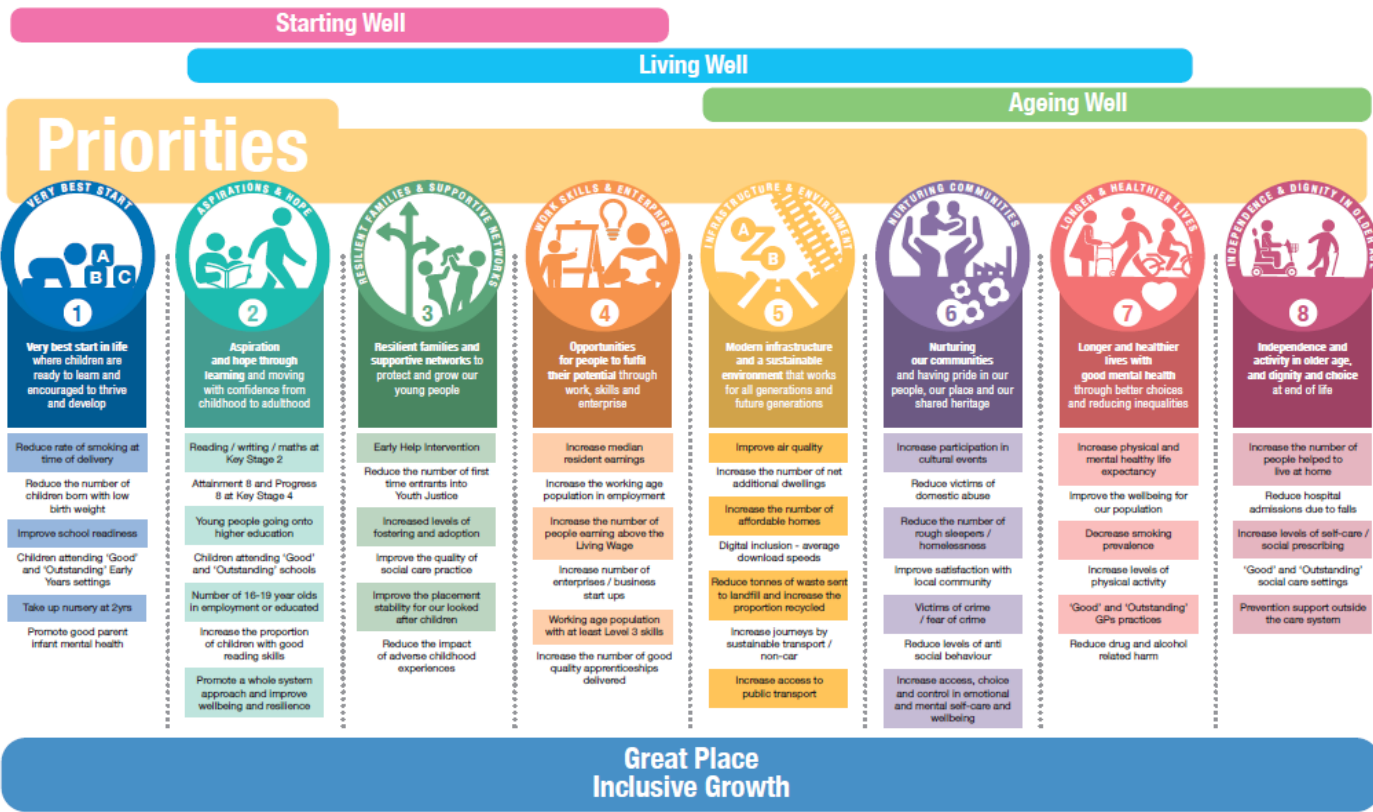 Starting Well
Living Well
Ageing Well
Priorities
VERY BEST START
A
B
C
1
Very best start in life
where children are
ready to learn and
encouraged to thrive
and develop
Reduce rate of smoking at
time of delivery
Reduce the number of
children born with low
birth weight
Improve school readiness
Children attending 'Good'
and 'Outstanding' Early
Years settings
Take up nursery at 2yrs
Promote good parent
infant mental health
ASPIRATIONS & HOPE
2
Aspiration
and hope through
learning and moving
with confidence from
childhood to adulthood
Reading / writing / maths at
Key Stage 2
Attainment 8 and Progress
8 at Key Stage 4
Young people going onto
higher education
Children attending 'Good'
and 'Outstanding' schools
Number of 16-19 year olds
in employment or educated
Increase the proportion
of children with good
reading skills
Promote a whole system
approach and improve
wellbeing and resilience
RESILIENT FAMILIES & SUPPORTIVE NETWORKS
3
Resilient families and
supportive networks to
protect and grow our
young people
Early Help Intervention
Reduce the number of first
time entrants into
Youth Justice
Increased levels of
fostering and adoption
Improve the quality of
social care practice
Improve the placement
stability for our looked
after children
Reduce the impact
of adverse childhood
experiences
WORK SKILLS & ENTERPRISE
4
Opportunities
for people to fulfil
their potential through
work, skills and
enterprise
Increase median
resident earnings
Increase the working age
population in employment
Increase the number of
people earning above the
Living Wage
Increase number of
enterprises / business
start ups
Working age population
with at least Level 3 skills
Increase the number of good
quality apprenticeships
delivered
INFRASTRUCTURE & ENVIRONMENT
A
B
5
Modern infrastructure
and a sustainable
environment that works
for all generations and
future generations
Improve air quality
Increase the number of net
additional dwellings
Increase the number of
affordable homes
Digital inclusion - average
download speeds
Reduce tonnes of waste sent
to landfill and increase the
proportion recycled
Increase journeys by
sustainable transport /
non-car
Increase access to
public transport
NURTURING COMMUNITIES
6
Nurturing
our communities
and having pride in our
people, our place and our
shared heritage
Increase participation in
cultural events
Reduce victims of
domestic abuse
Reduce the number of
rough sleepers /
homelessness
Improve satisfaction with
local community
Victims of crime
/ fear of crime
Reduce levels of anti
social behaviour
Increase access, choice
and control in emotional
and mental self-care and
wellbeing
LONGER & HEALTHIER LIVES
7
Longer and healthier
lives with
good mental health
through better choices
and reducing inequalities
Increase physical and
mental healthy life
expectancy
Improve the wellbeing for
our population
Decrease smoking
prevalence
Increase levels of
physical activity
'Good' and 'Outstanding'
GPs practices
Reduce drug and alcohol
related harm
INDEPENDENCE & DIGNITY IN OLDER AGE
8
Independence and
activity in older age,
and dignity and choice
at end of life
Increase the number of
people helped to
live at home
Reduce hospital
admissions due to falls
Increase levels of self-care /
social prescribing
'Good' and 'Outstanding'
social care settings
Prevention support outside
the care system
Great Place
Inclusive Growth